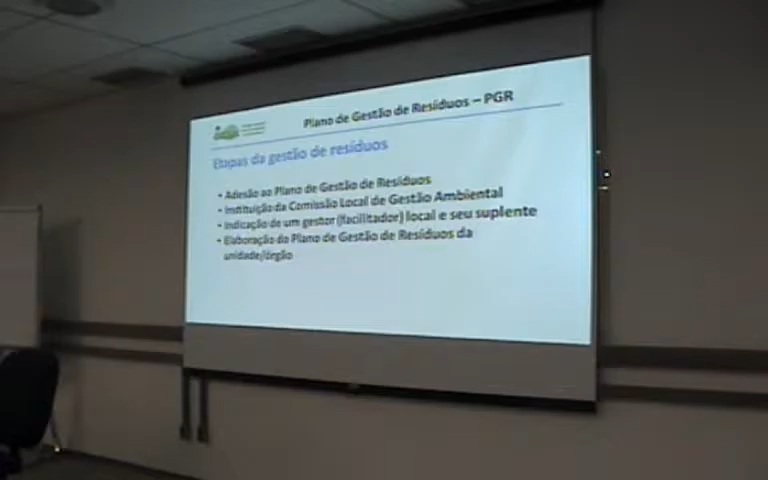 Plano de Gestão de Resíduos – PGR
Etapas da gestão de resíduos
• Adesão ao Plano de Gestão de Resíduos
• Instituição da Comissão Local de Gestão Ambiental
• Indicação de um gestor (facilitador) local e seu suplente
• Elaboração do Plano de Gestão de Resíduos da
unidade/órgão